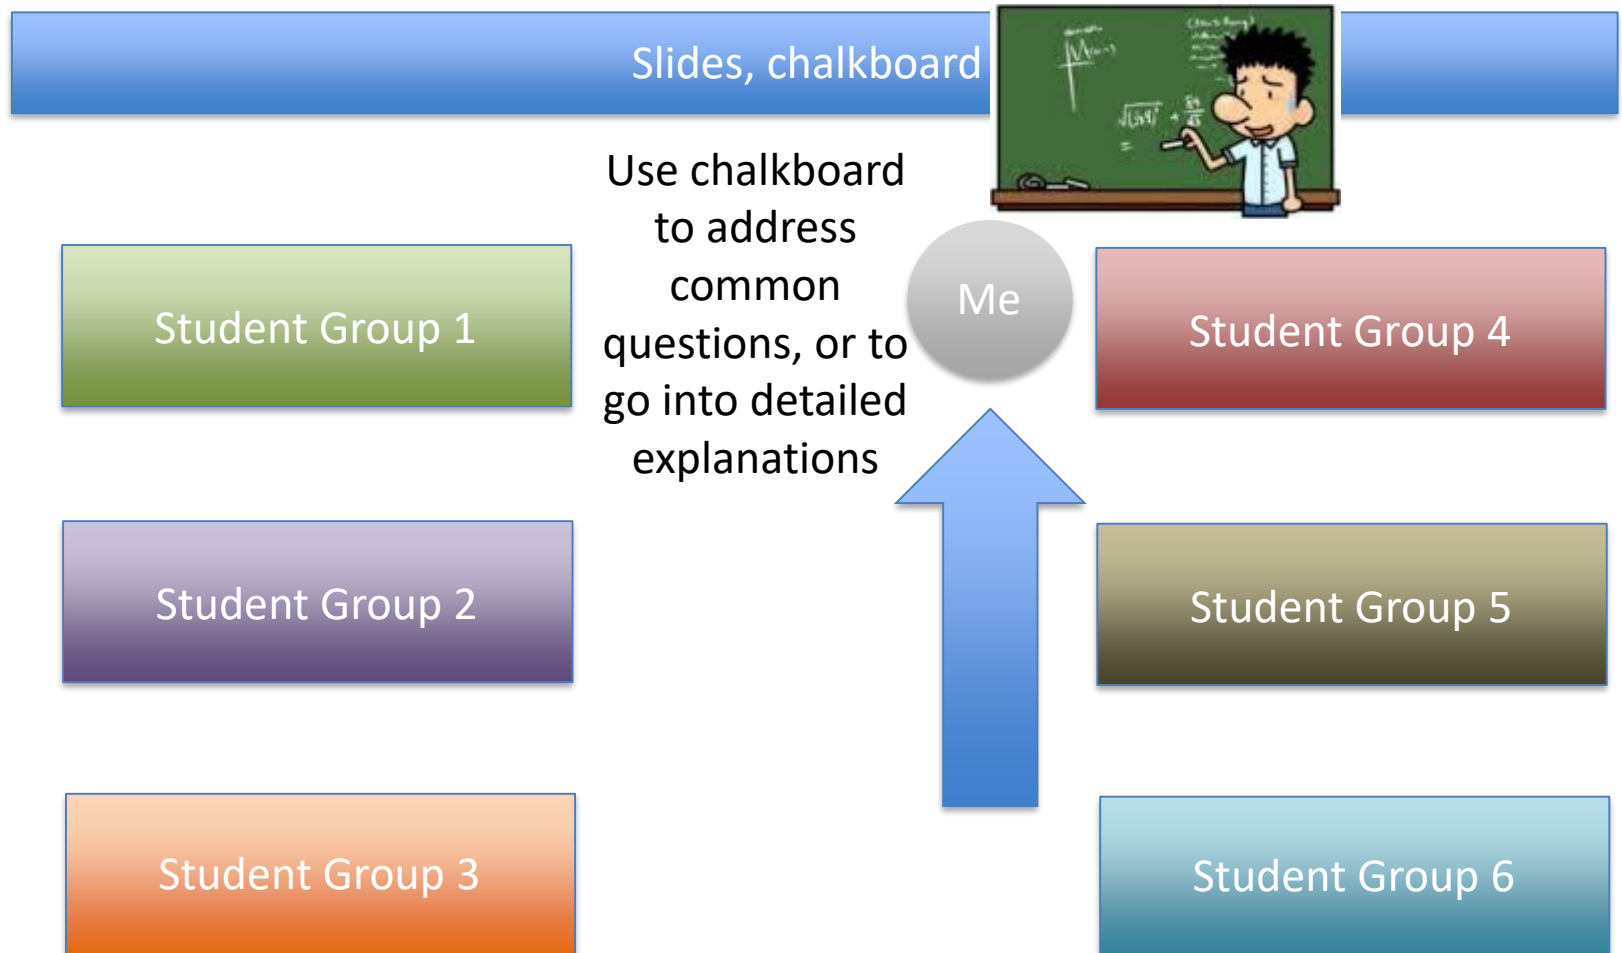 Slides, chalkboard
Use chalkboard
to address
common
questions, or to
go into detailed
explanations
Me
Student Group 1
Student Group 4
Student Group 2
Student Group 5
Student Group 3
Student Group 6